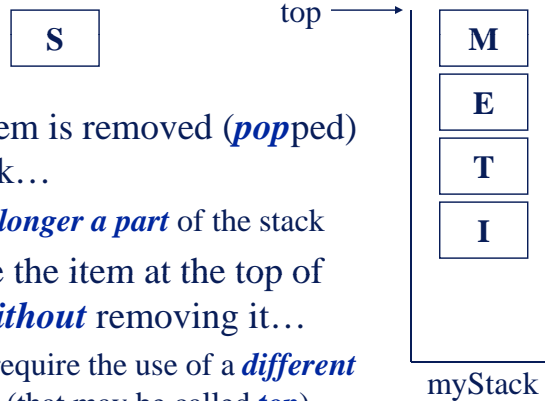 top
S
M
E
T
I
em is removed (popped)
k…
longer a part of the stack
e the item at the top of
ithout removing it…
require the use of a different
(that may be called top)
myStack